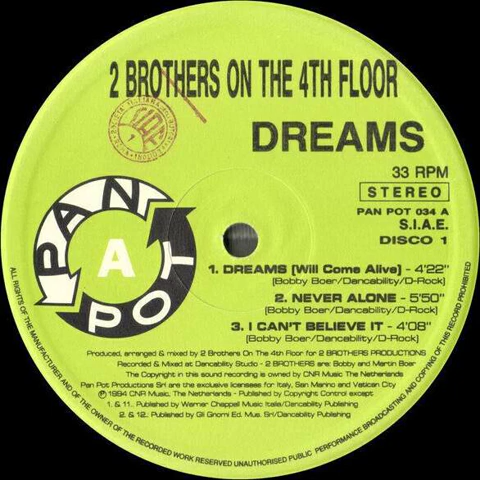 2 BROTHERS ON THE 4TH FLOOR
DREAMS
33 RPM
STEREO
PAN POT 034 A
S.I.A.E.
DISCO 1
PAN
A
POT
1. DREAMS [Will Come Alive] - 4'22"
[Bobby Boer/Dancability/D-Rock]
2. NEVER ALONE - 5'50"
[Bobby Boer/Dancability/D-Rock]
3. I CAN'T BELIEVE IT - 4'08"
[Bobby Boer/Dancability/D-Rock]
Produced, arranged & mixed by 2 Brothers On The 4th Floor for 2 BROTHERS PRODUCTIONS
Recorded & Mixed at Dancability Studio - 2 BROTHERS are: Bobby and Martin Boer
The Copyright in this sound recording is owned by CNR Music The Netherlands
Pan Pot Productions Srl are the exclusive licensees for Italy, San Marino and Vatican City
℗ 1994 CNR Music, The Netherlands - Published by Copyright Control except
1. & 11.. Published by Warner Chappell Music Italia/Dancability Publishing
2. & 12.. Published by Gli Gnomi Ed. Mus. Srl/Dancability Publishing
ALL RIGHTS OF THE MANUFACTURER AND OF THE OWNER OF THE RECORDED WORK RESERVED UNAUTHORISED PUBLIC PERFORMANCE BROADCASTING AND COPYING OF THIS RECORD PROHIBITED